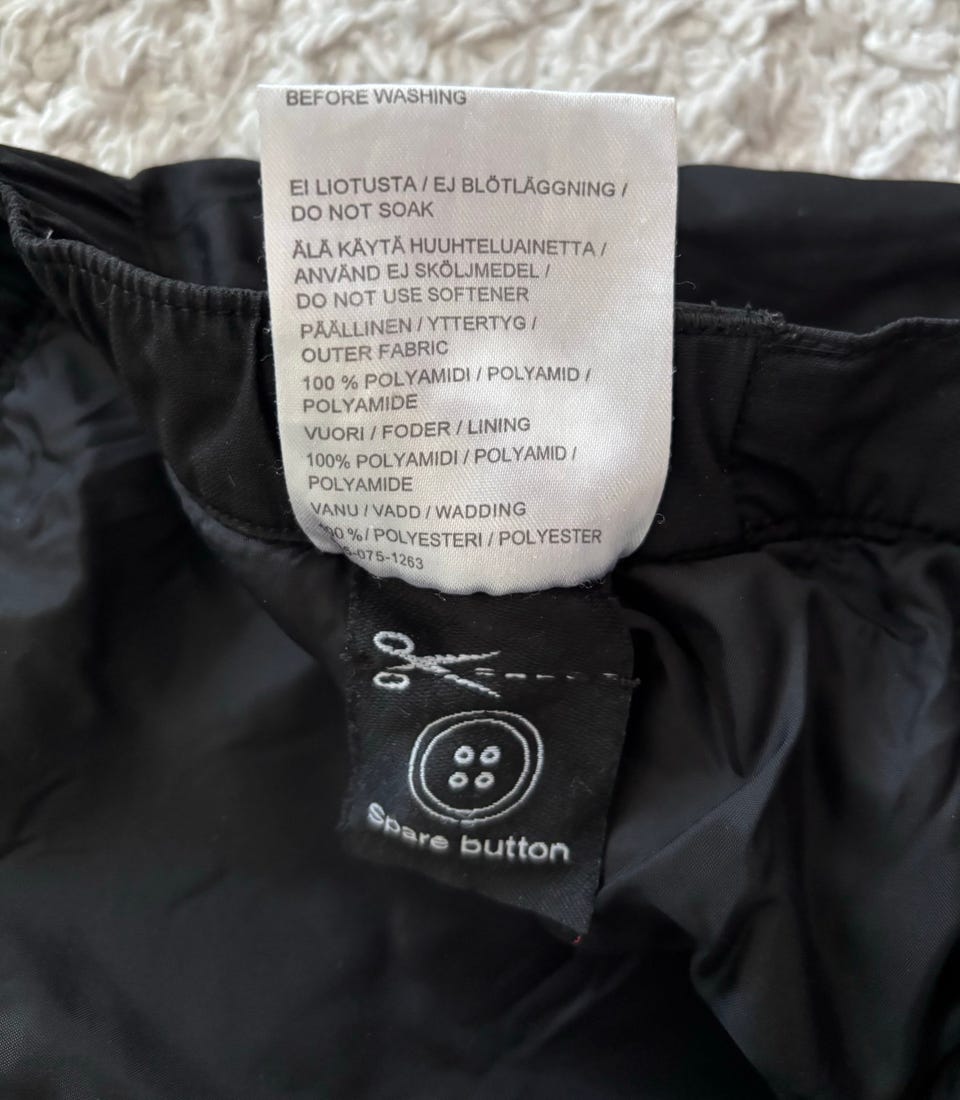 BEFORE WASHING
EI LIOTUSTA / EJ BLÖTLÄGGNING /
DO NOT SOAK
ÄLÄ KÄYTÄ HUUHTELUAINETTA /
ANVÄND EJ SKÖLJMEDEL /
DO NOT USE SOFTENER
PÄÄLLINEN / YTTERTYG /
OUTER FABRIC
100 % POLYAMIDI / POLYAMID /
POLYAMIDE
VUORI / FODER / LINING
100% POLYAMIDI / POLYAMID /
POLYAMIDE
VANU / VADD / WADDING
%/ POLYESTERI / POLYESTER
-075-1263
Spare button